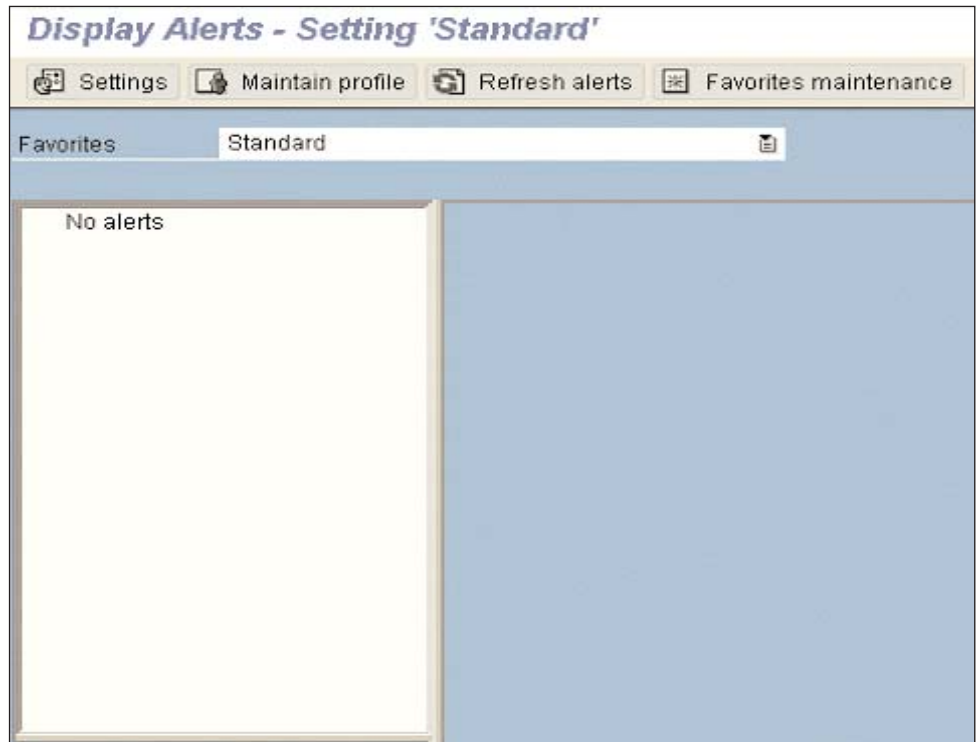 Display Alerts - Setting 'Standard'
Settings Maintain profile Refresh alerts Favorites maintenance
Favorites Standard
No alerts